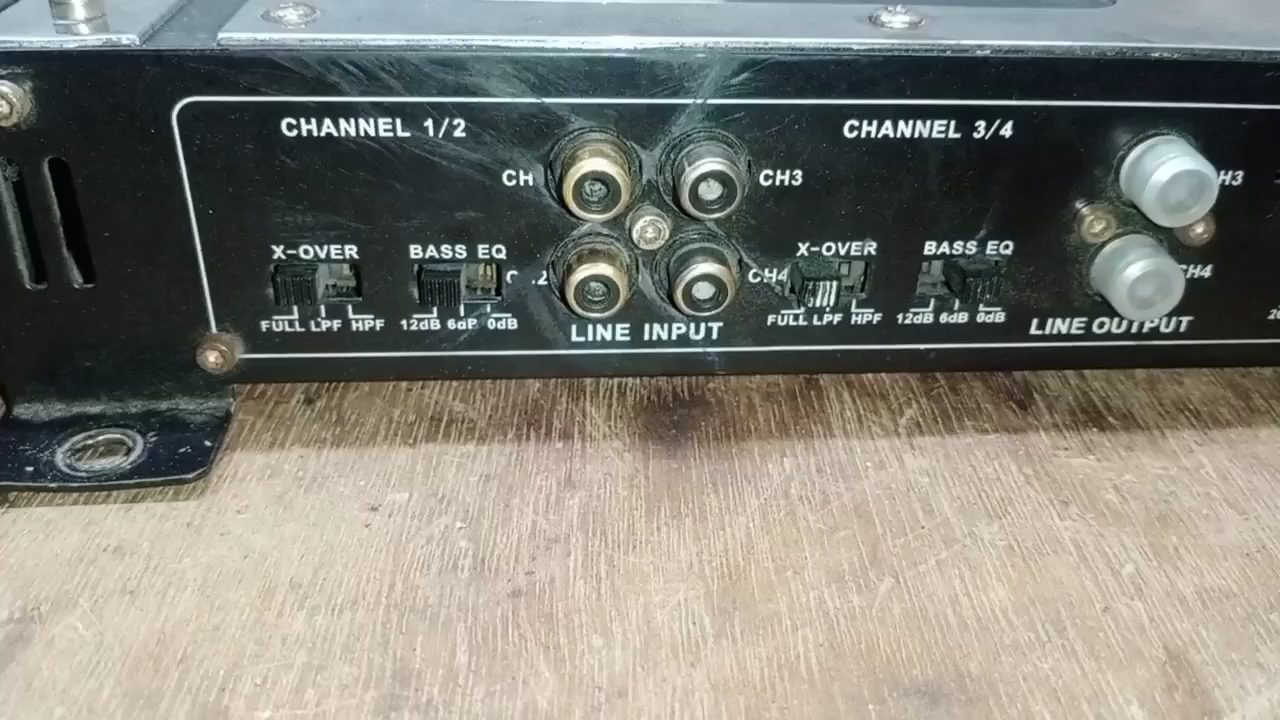 CHANNEL 1/2
CHANNEL 3/4
CH
CH3
H3
X-OVER
BASS EQ
X-OVER
BASS EQ
CH4
CH4
FULL LPF HPF
12dB 6dB 0dB
LINE INPUT
FULL LPF HPF
12dB 6dB 0dB
LINE OUTPUT